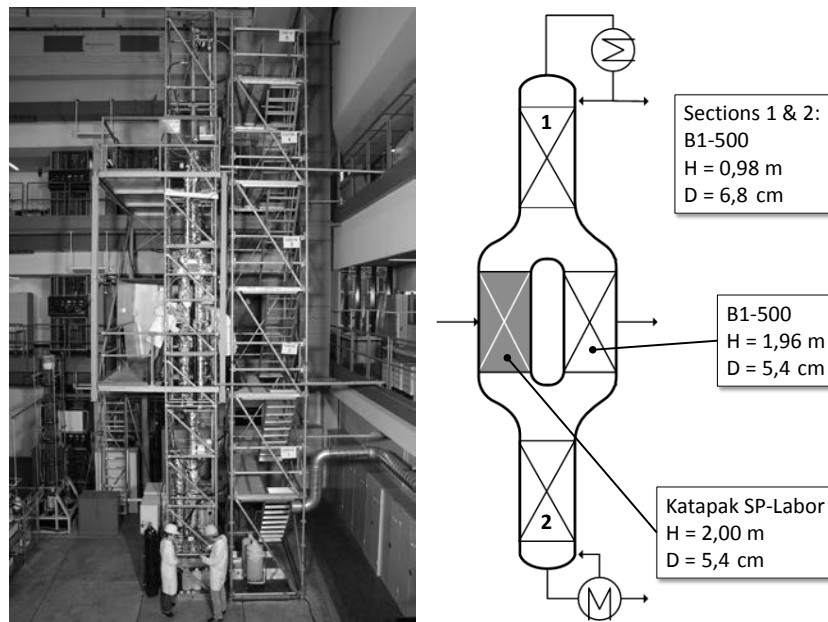 1
Sections 1 & 2:
B1-500
H = 0,98 m
D = 6,8 cm
B1-500
H = 1,96 m
D = 5,4 cm
Katapak SP-Labor
H = 2,00 m
D = 5,4 cm
2